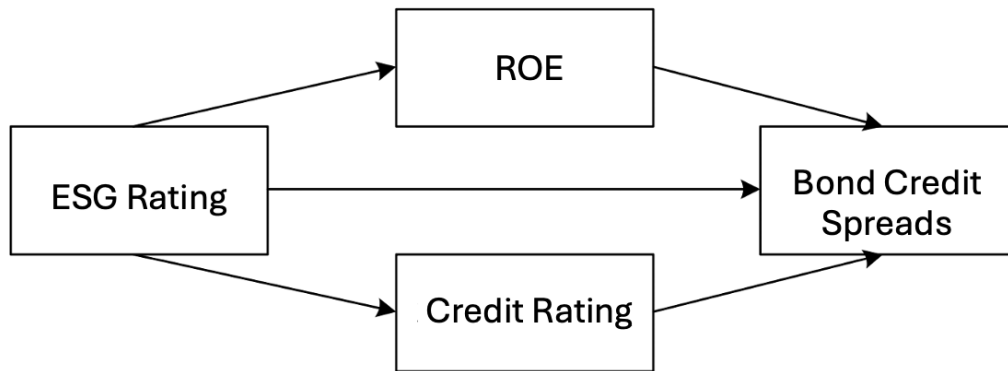 ROE
ESG Rating
Bond Credit
Spreads
Credit Rating